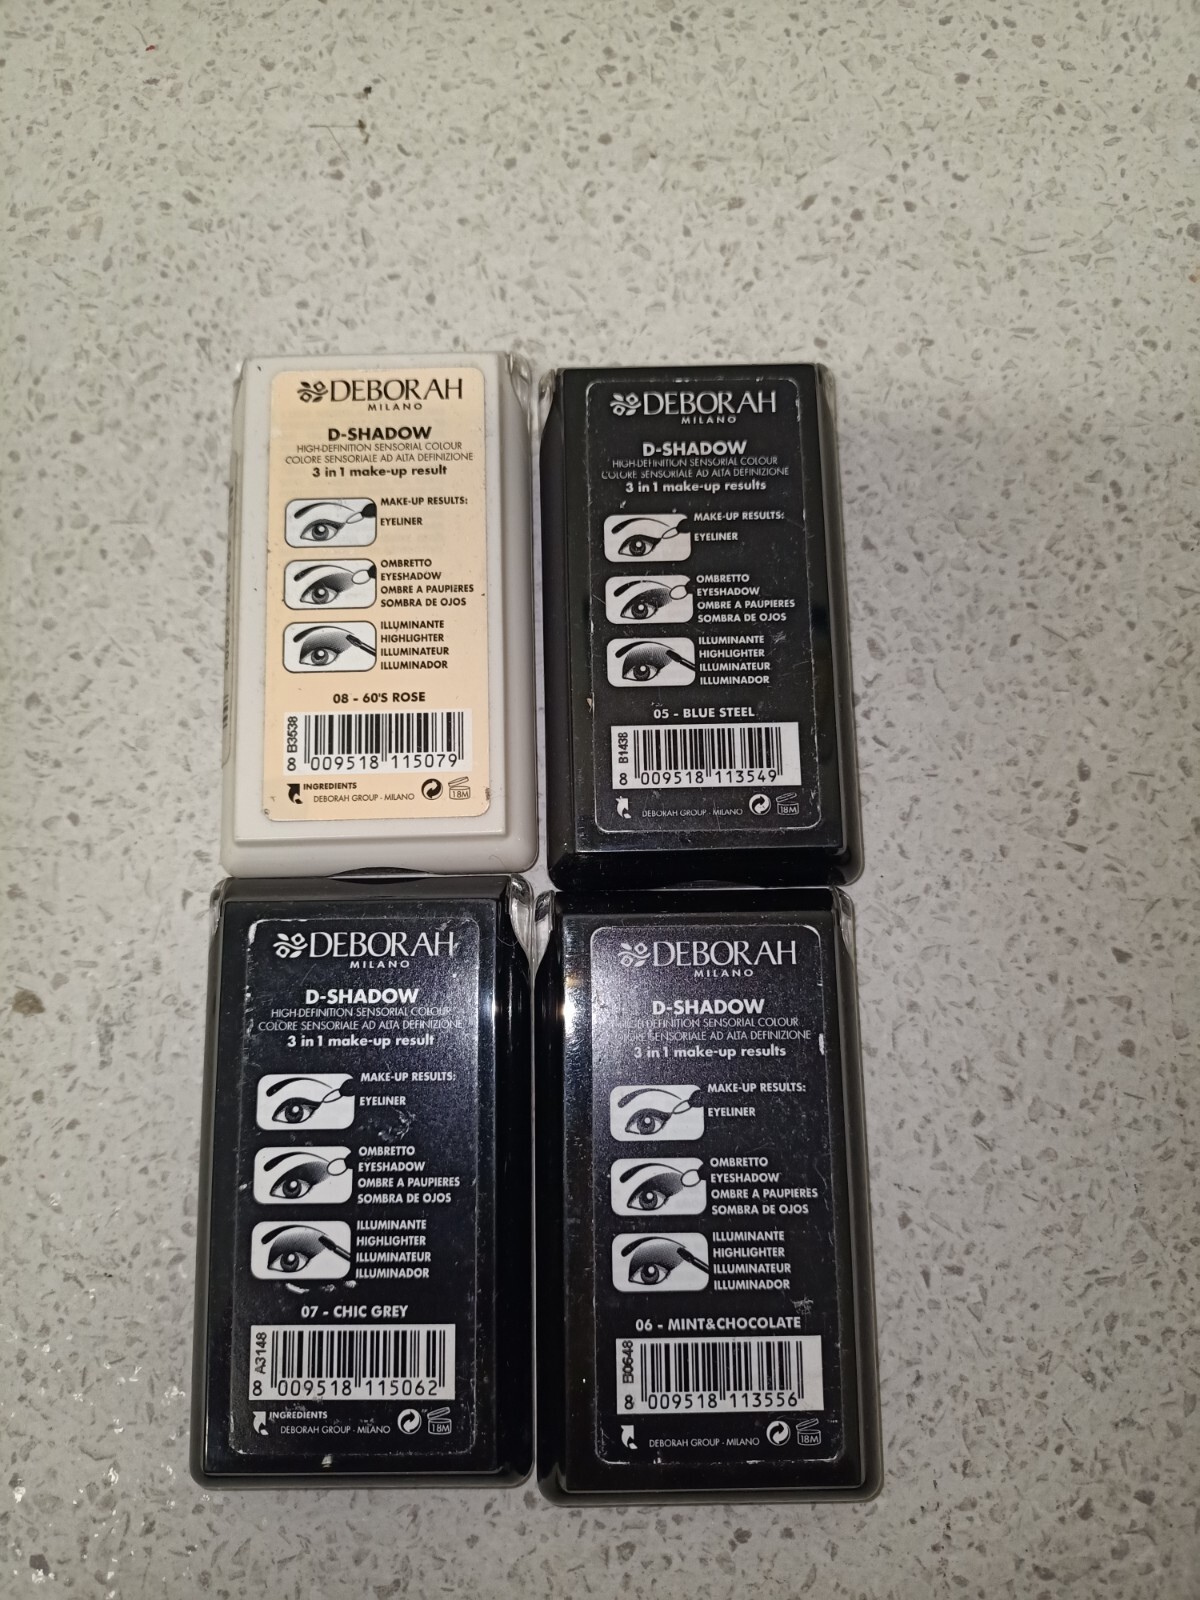 DEBORAH
MILANO
D-SHADOW
HIGH-DEFINITION SENSORIAL COLOUR
COLORE SENSORIALE AD ALTA DEFINIZIONE
3 in 1 make-up result
MAKE-UP RESULTS:
EYELINER
OMBRETTO
EYESHADOW
OMBRE A PAUPIÈRES
SOMBRA DE OJOS
ILLUMINANTE
HIGHLIGHTER
ILLUMINATEUR
ILLUMINADOR
08 - 60'S ROSE
B3538
8 009518 115079
INGREDIENTS
DEBORAH GROUP - MILANO
18M
DEBORAH
MILANO
D-SHADOW
HIGH-DEFINITION SENSORIAL COLOUR
COLORE SENSORIALE AD ALTA DEFINIZIONE
3 in 1 make-up results
MAKE-UP RESULTS:
EYELINER
OMBRETTO
EYESHADOW
OMBRE A PAUPIERES
SOMBRA DE OJOS
ILLUMINANTE
HIGHLIGHTER
ILLUMINATEUR
ILLUMINADOR
05 - BLUE STEEL
B1438
8 009518 113549
DEBORAH GROUP - MILANO
18M
DEBORAH
MILANO
D-SHADOW
HIGH-DEFINITION SENSORIAL COLOUR
COLORE SENSORIALE AD ALTA DEFINIZIONE
3 in 1 make-up result
MAKE-UP RESULTS:
EYELINER
OMBRETTO
EYESHADOW
OMBRE A PAUPIERES
SOMBRA DE OJOS
ILLUMINANTE
HIGHLIGHTER
ILLUMINATEUR
ILLUMINADOR
07 - CHIC GREY
A3148
8 009518 115062
INGREDIENTS
DEBORAH GROUP - MILANO
18M
DEBORAH
MILANO
D-SHADOW
HIGH-DEFINITION SENSORIAL COLOUR
SENSORIALE AD ALTA DEFINIZIONE
3 in 1 make-up results
MAKE-UP RESULTS:
EYELINER
OMBRETTO
EYESHADOW
OMBRE A PAUPIERES
SOMBRA DE OJOS
ILLUMINANTE
HIGHLIGHTER
ILLUMINATEUR
ILLUMINADOR
06 - MINT&CHOCOLATE
B0648
8 009518 113556
DEBORAH GROUP - MILANO
18M